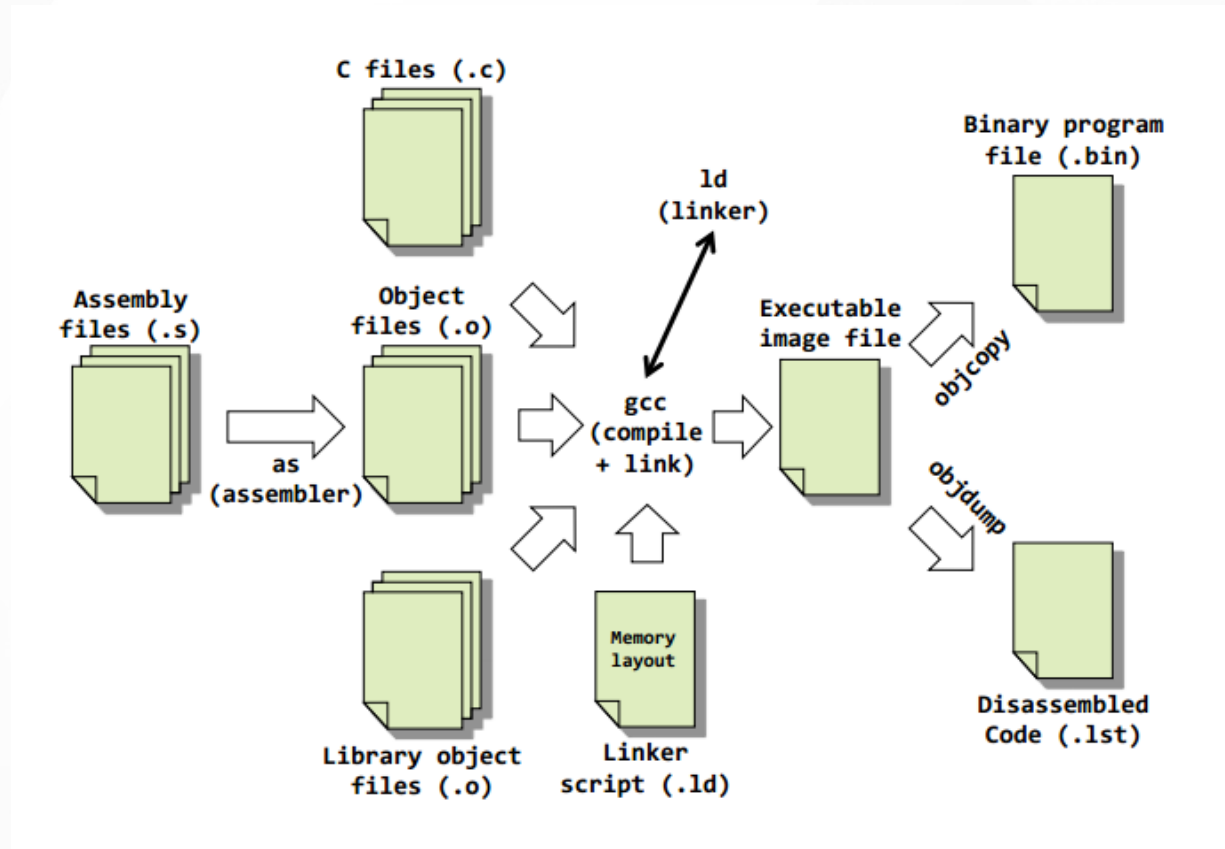 C files (.c)
Binary program
file (.bin)
ld
(linker)
Assembly
files (.s)
Object
files (.o)
Executable
image file
objcopy
gcc
(compile
+ link)
as
(assembler)
objdump
Memory
layout
Library object
files (.o)
Linker
script (.ld)
Disassembled
Code (.lst)